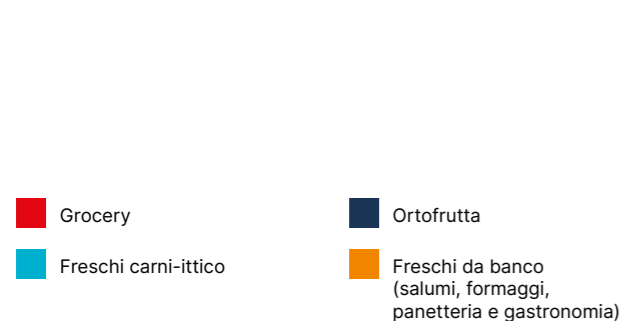 Grocery
Ortofrutta
Freschi carni-ittico
Freschi da banco
(salumi, formaggi,
panetteria e gastronomia)